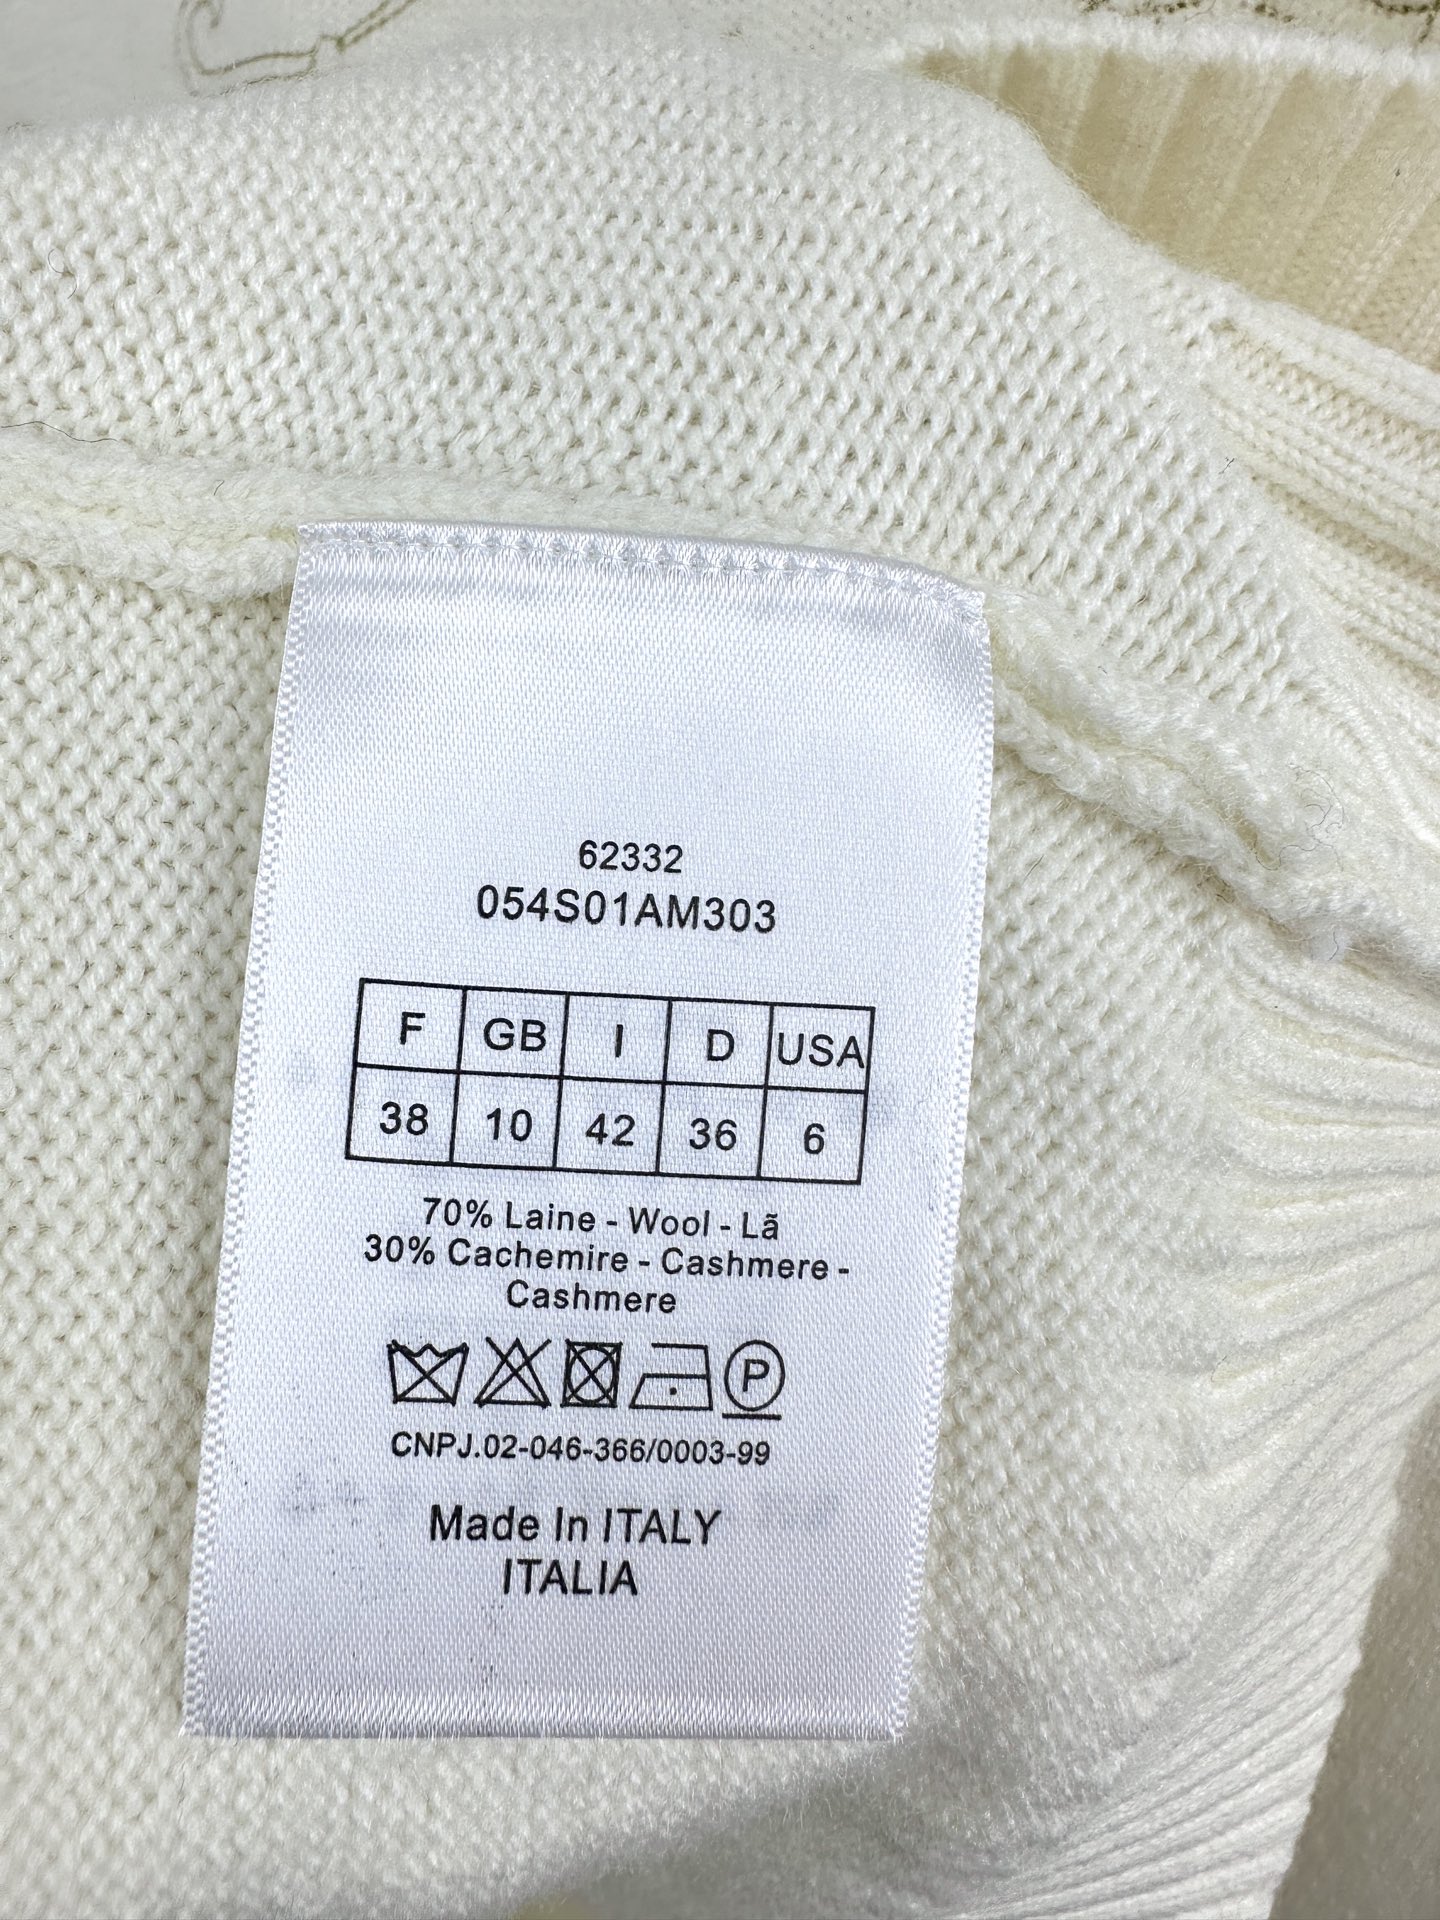 62332
054S01AM303
F GB I D USA
38 10 42 36 6
70% Laine - Wool - Lã
30% Cachemire - Cashmere -
Cashmere
P
CNPJ.02-046-366/0003-99
Made In ITALY
ITALIA